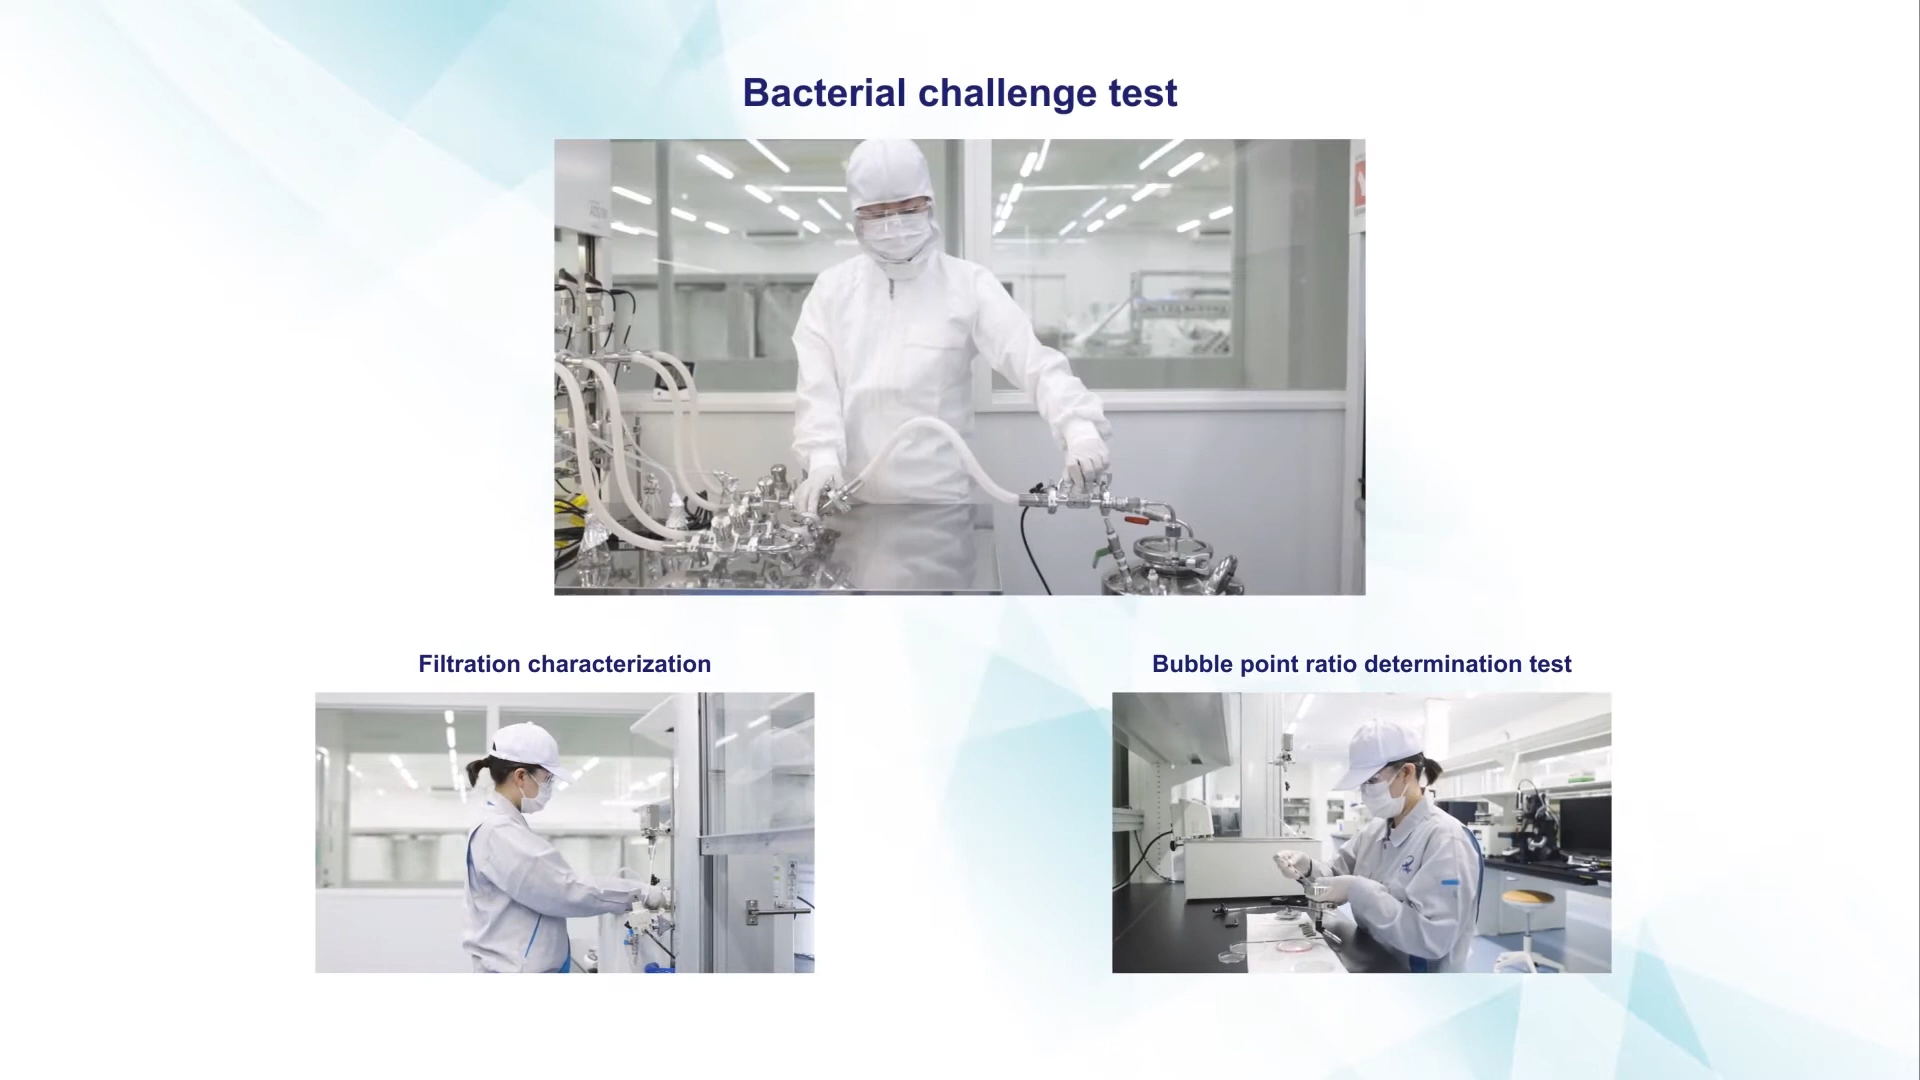 Bacterial challenge test
Filtration characterization
Bubble point ratio determination test